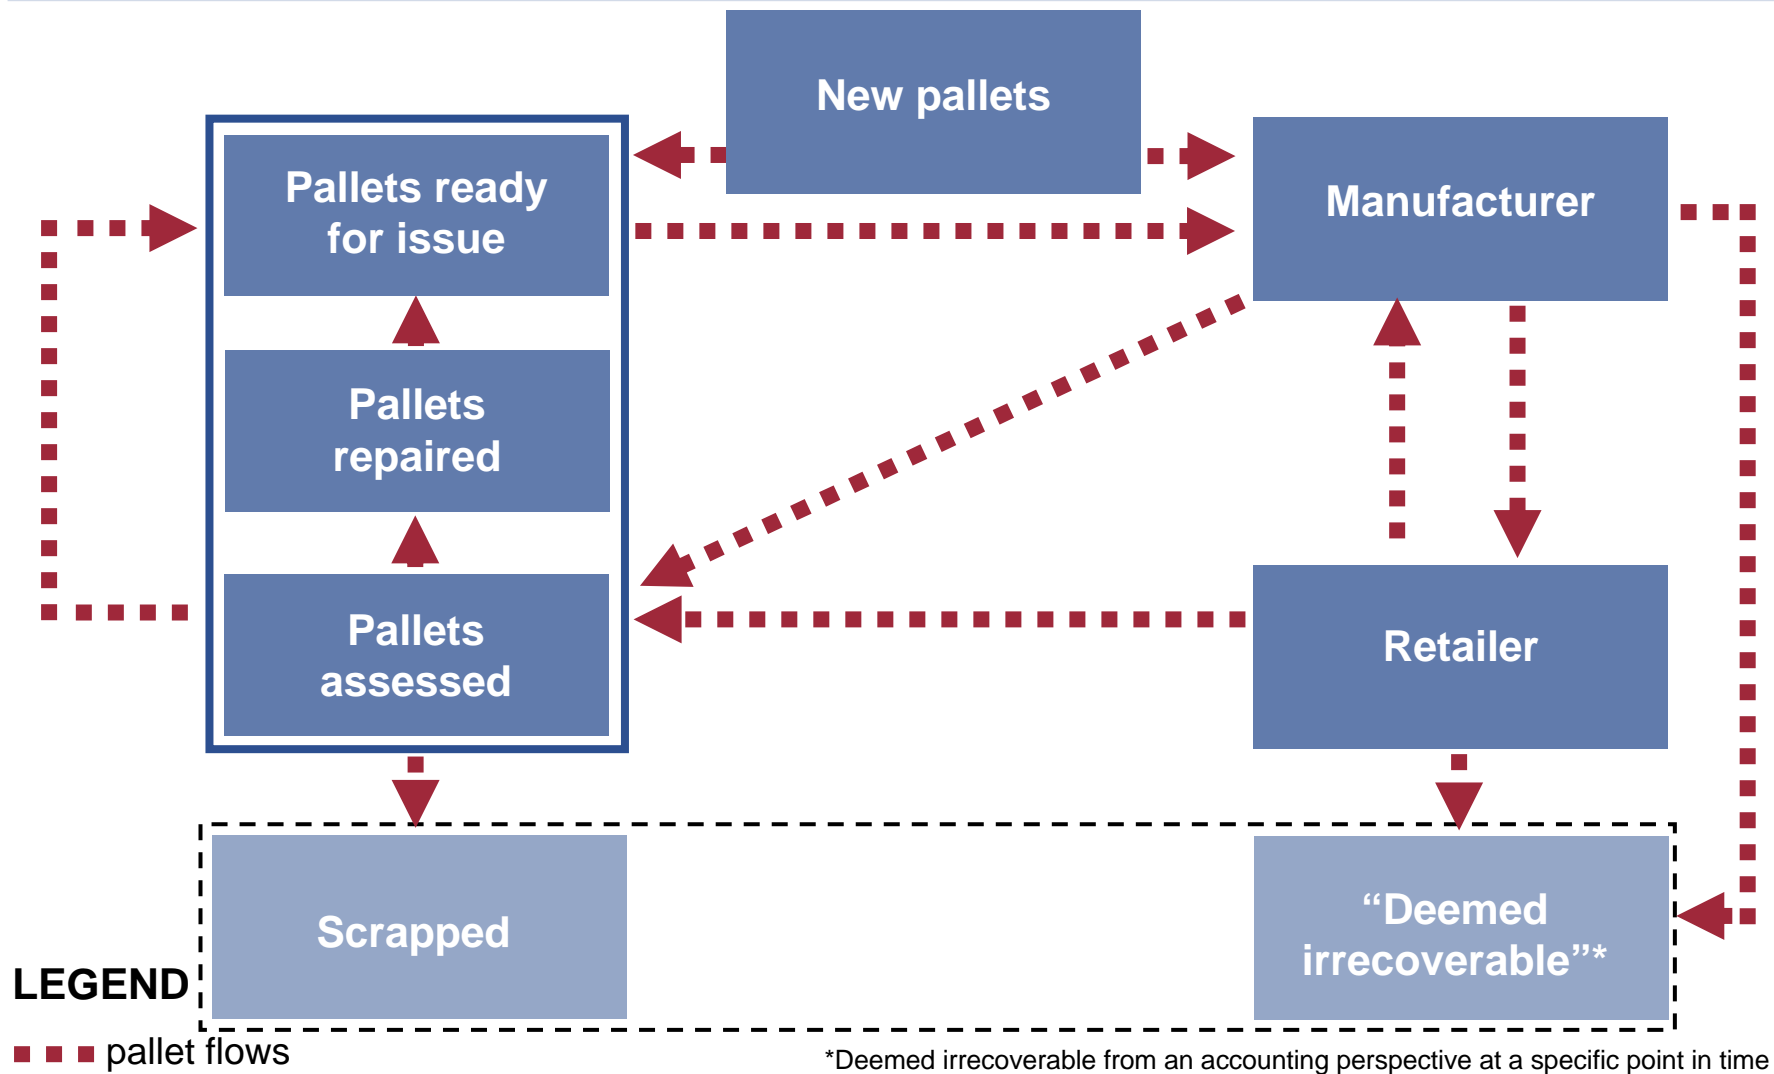 New pallets
Pallets ready
for issue
Manufacturer
Pallets
repaired
Pallets
assessed
Retailer
Scrapped
“Deemed
irrecoverable”*
LEGEND
pallet flows
*Deemed irrecoverable from an accounting perspective at a specific point in time